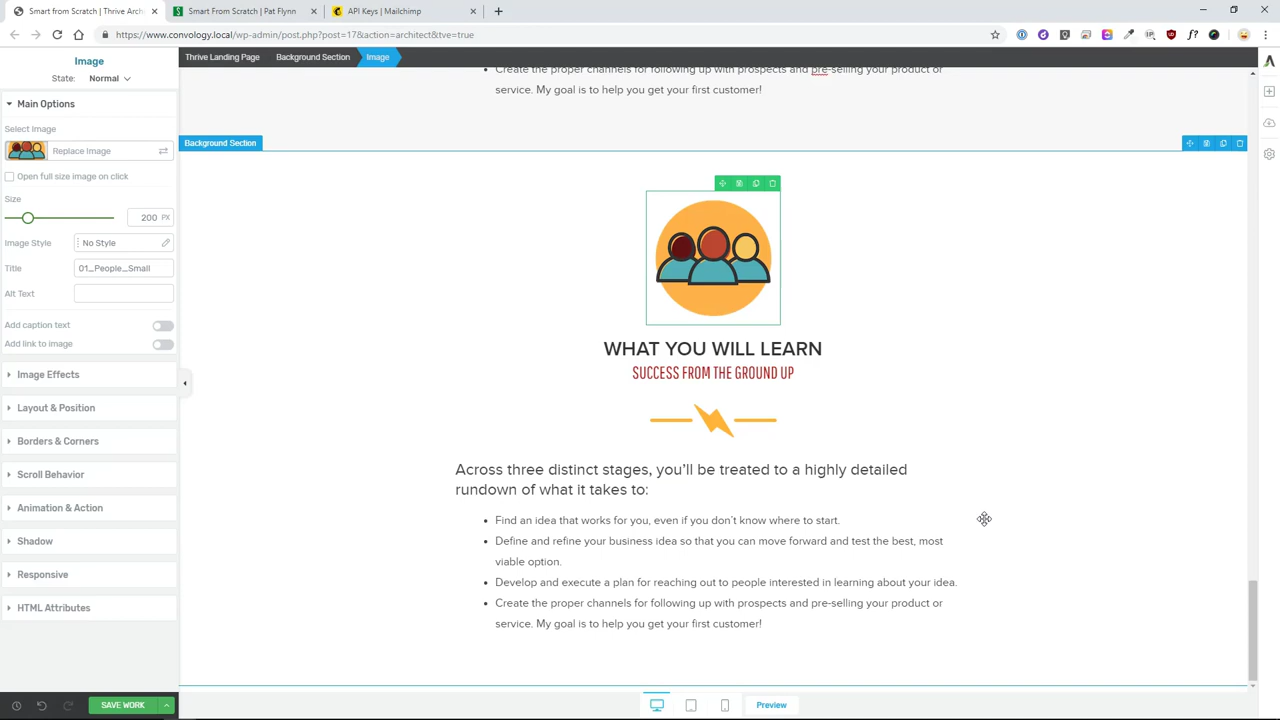 Smart from Scratch | Thrive Arch
Smart From Scratch | Pat Flynn
API Keys | Mailchimp
https://www.convology.local/wp-admin/post.php?post=17&action=architect&tve=true
Image
State: Normal
Main Options
Select Image
Replace Image
Open full size image on click
Size
200 PX
Image Style
No Style
Title
01_People_Small
Alt Text
Add caption text
Add link to image
Image Effects
Layout & Position
Borders & Corners
Scroll Behavior
Animation & Action
Shadow
Responsive
HTML Attributes
SAVE WORK
Thrive Landing Page
Background Section
Image
Create the proper channels for following up with prospects and pre-selling your product or
service. My goal is to help you get your first customer!
Background Section
WHAT YOU WILL LEARN
SUCCESS FROM THE GROUND UP
Across three distinct stages, you'll be treated to a highly detailed
rundown of what it takes to:
Find an idea that works for you, even if you don't know where to start.
Define and refine your business idea so that you can move forward and test the best, most
viable option.
Develop and execute a plan for reaching out to people interested in learning about your idea.
Create the proper channels for following up with prospects and pre-selling your product or
service. My goal is to help you get your first customer!
Preview